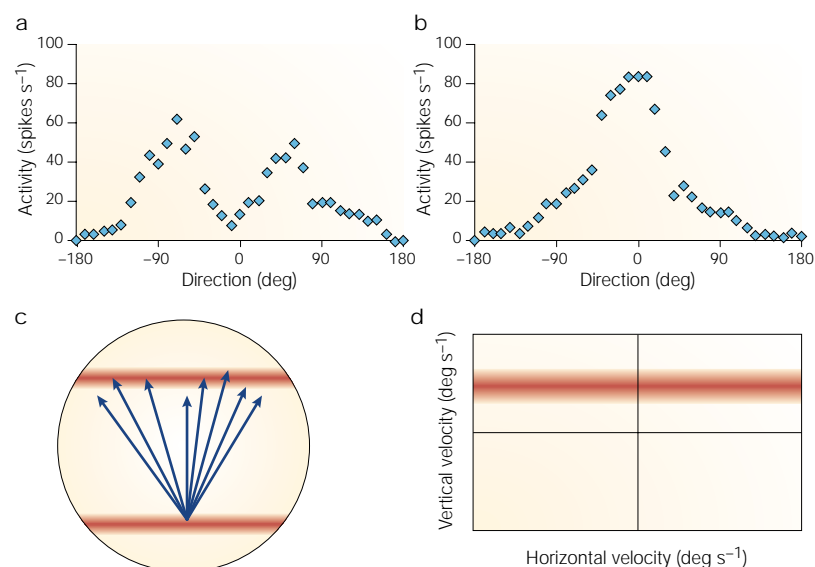 a
100
80
60
40
20
0
Activity (spikes s⁻¹)
–180
–90
0
90
180
Direction (deg)
b
100
80
60
40
20
0
Activity (spikes s⁻¹)
–180
–90
0
90
180
Direction (deg)
c
d
Vertical velocity (deg s⁻¹)
Horizontal velocity (deg s⁻¹)